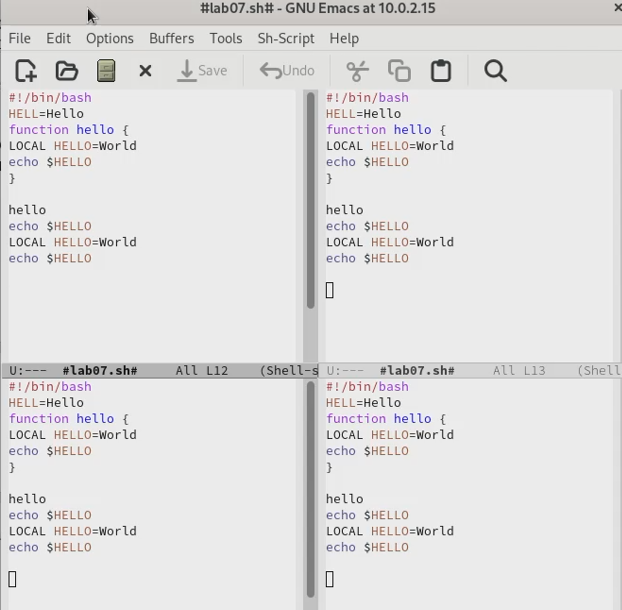 #lab07.sh# - GNU Emacs at 10.0.2.15
File Edit Options Buffers Tools Sh-Script Help
Save Undo
#!/bin/bash
HELL=Hello
function hello {
LOCAL HELLO=World
echo $HELLO
}
hello
echo $HELLO
LOCAL HELLO=World
echo $HELLO
U:--- #lab07.sh# All L12 (Shell-s
#!/bin/bash
HELL=Hello
function hello {
LOCAL HELLO=World
echo $HELLO
}
hello
echo $HELLO
LOCAL HELLO=World
echo $HELLO
U:--- #lab07.sh# All L13 (Shell
#!/bin/bash
HELL=Hello
function hello {
LOCAL HELLO=World
echo $HELLO
}
hello
echo $HELLO
LOCAL HELLO=World
echo $HELLO
#!/bin/bash
HELL=Hello
function hello {
LOCAL HELLO=World
echo $HELLO
}
hello
echo $HELLO
LOCAL HELLO=World
echo $HELLO